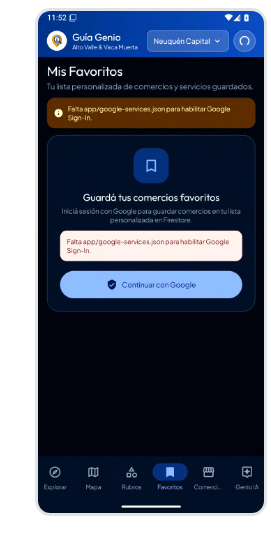 11:52
Guía Genio
Alto Valle & Vaca Muerta
Neuquén Capital
Mis Favoritos
Tu lista personalizada de comercios y servicios guardados.
Falta app/google-services.json para habilitar Google
Sign-In.
Guardá tus comercios favoritos
Iniciá sesión con Google para guardar comercios en tu lista
personalizada en Firestore.
Falta app/google-services.json para habilitar Google
Sign-In.
Continuar con Google
Explorar
Mapa
Rubros
Favoritos
Comerci...
Genio IA